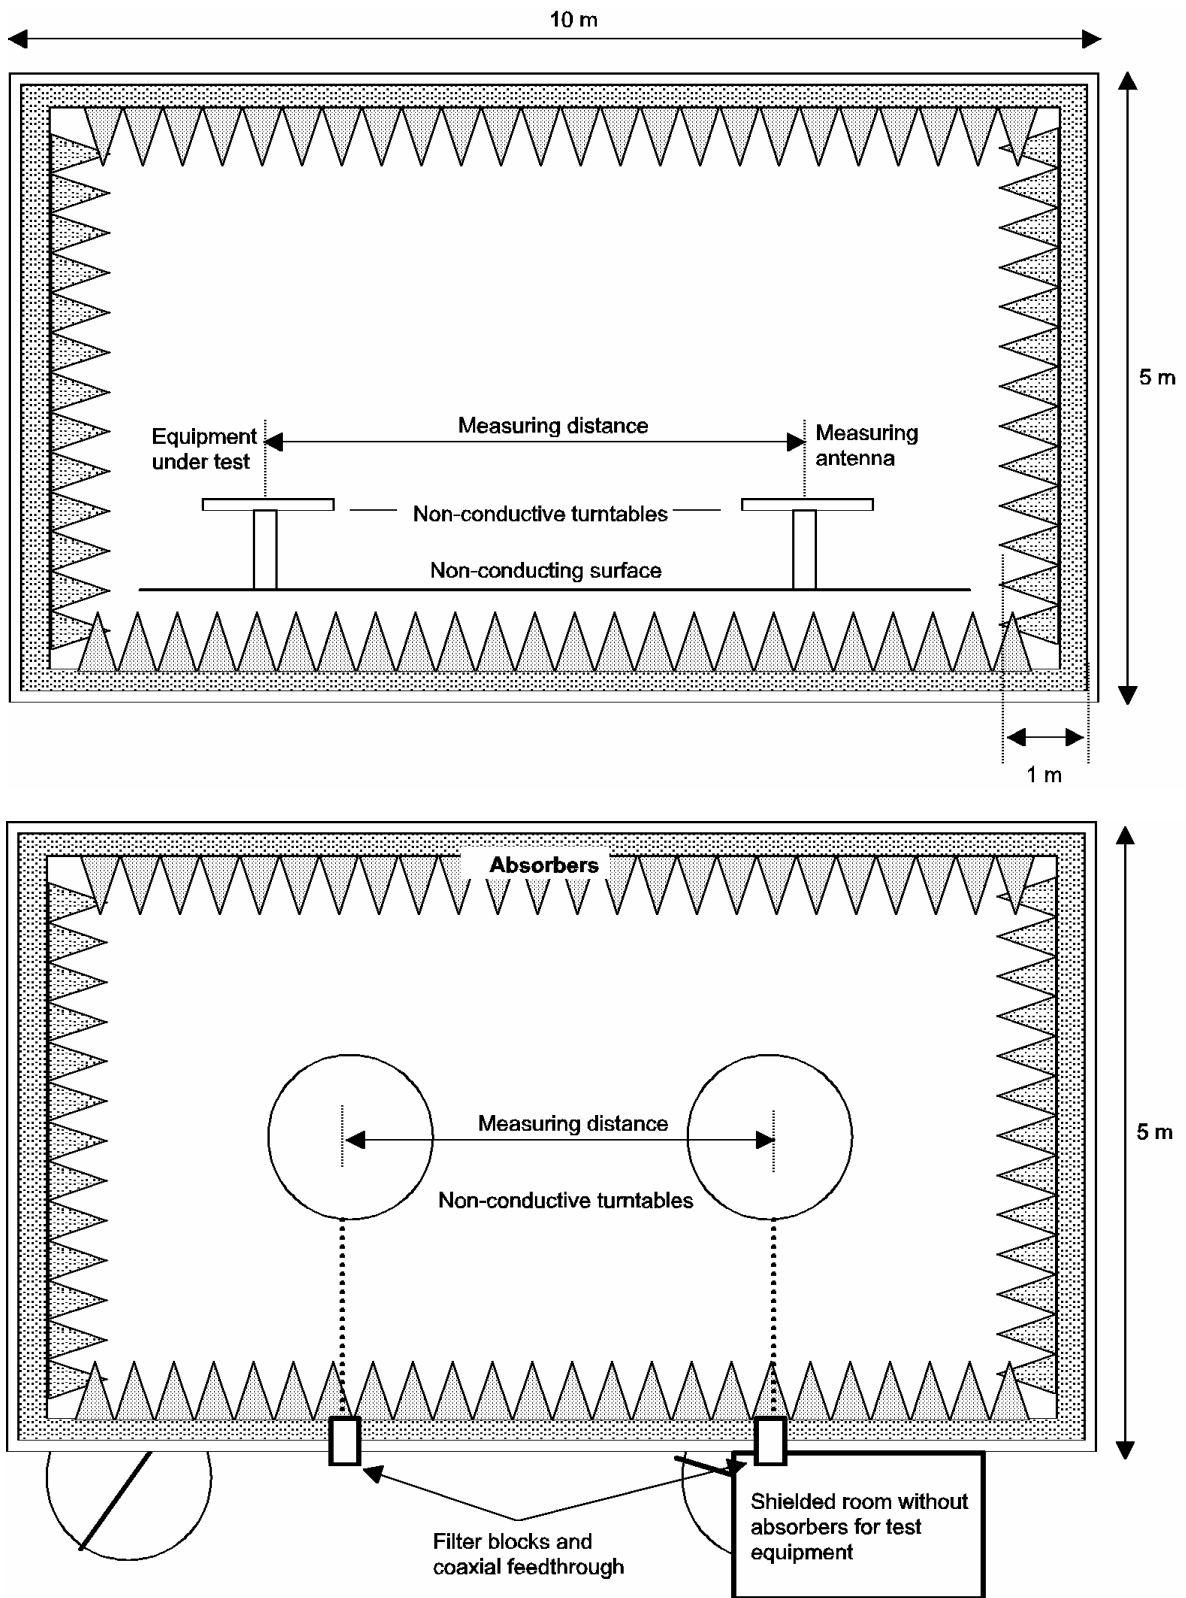 10 m
5 m
Equipment
under test
Measuring distance
Measuring
antenna
Non-conductive turntables
Non-conducting surface
1 m
Absorbers
Measuring distance
5 m
Non-conductive turntables
Shielded room without
absorbers for test
equipment
Filter blocks and
coaxial feedthrough